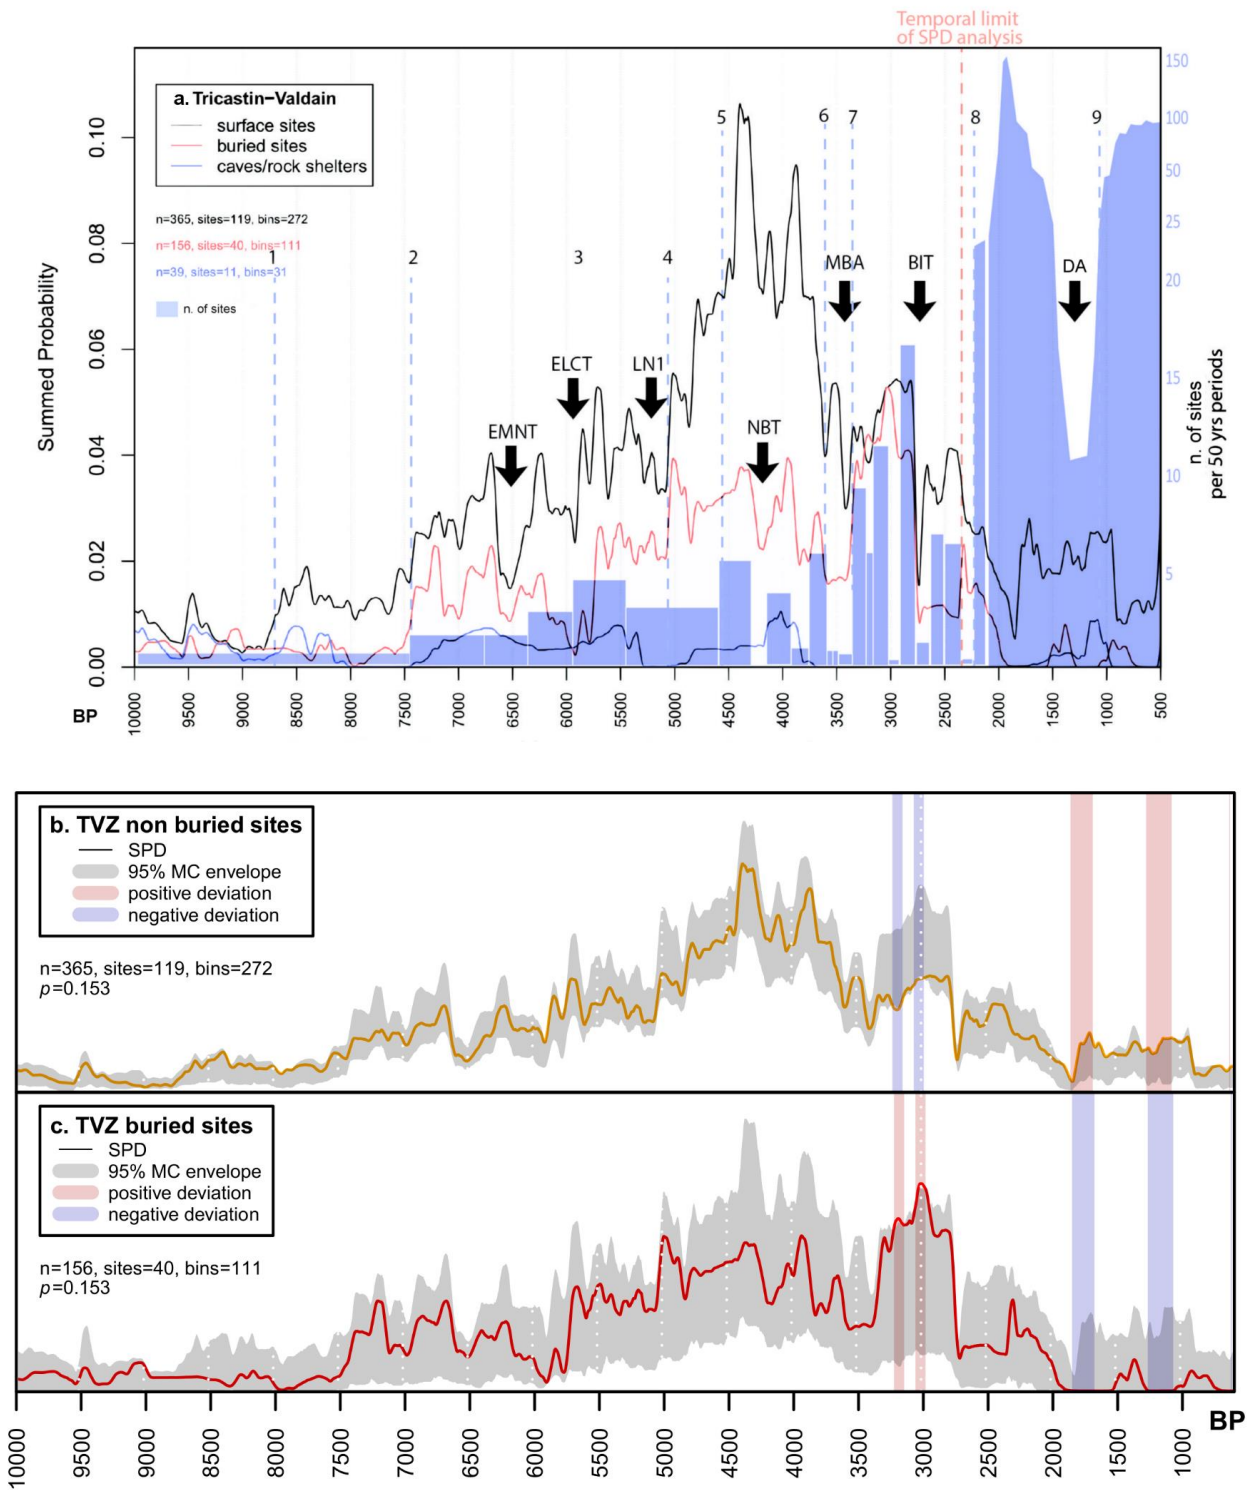 Temporal limit
of SPD analysis
a. Tricastin–Valdain
surface sites
buried sites
caves/rock shelters
n=365, sites=119, bins=272
n=156, sites=40, bins=111
n=39, sites=11, bins=31
n. of sites
1
2
3
4
5
6
7
8
9
EMNT
ELCT
LN1
NBT
MBA
BIT
DA
Summed Probability
0.00
0.02
0.04
0.06
0.08
0.10
150
100
50
25
20
15
10
5
n. of sites
per 50 yrs periods
BP
10000
9500
9000
8500
8000
7500
7000
6500
6000
5500
5000
4500
4000
3500
3000
2500
2000
1500
1000
500
b. TVZ non buried sites
SPD
95% MC envelope
positive deviation
negative deviation
n=365, sites=119, bins=272
p=0.153
c. TVZ buried sites
SPD
95% MC envelope
positive deviation
negative deviation
n=156, sites=40, bins=111
p=0.153
BP
10000
9500
9000
8500
8000
7500
7000
6500
6000
5500
5000
4500
4000
3500
3000
2500
2000
1500
1000